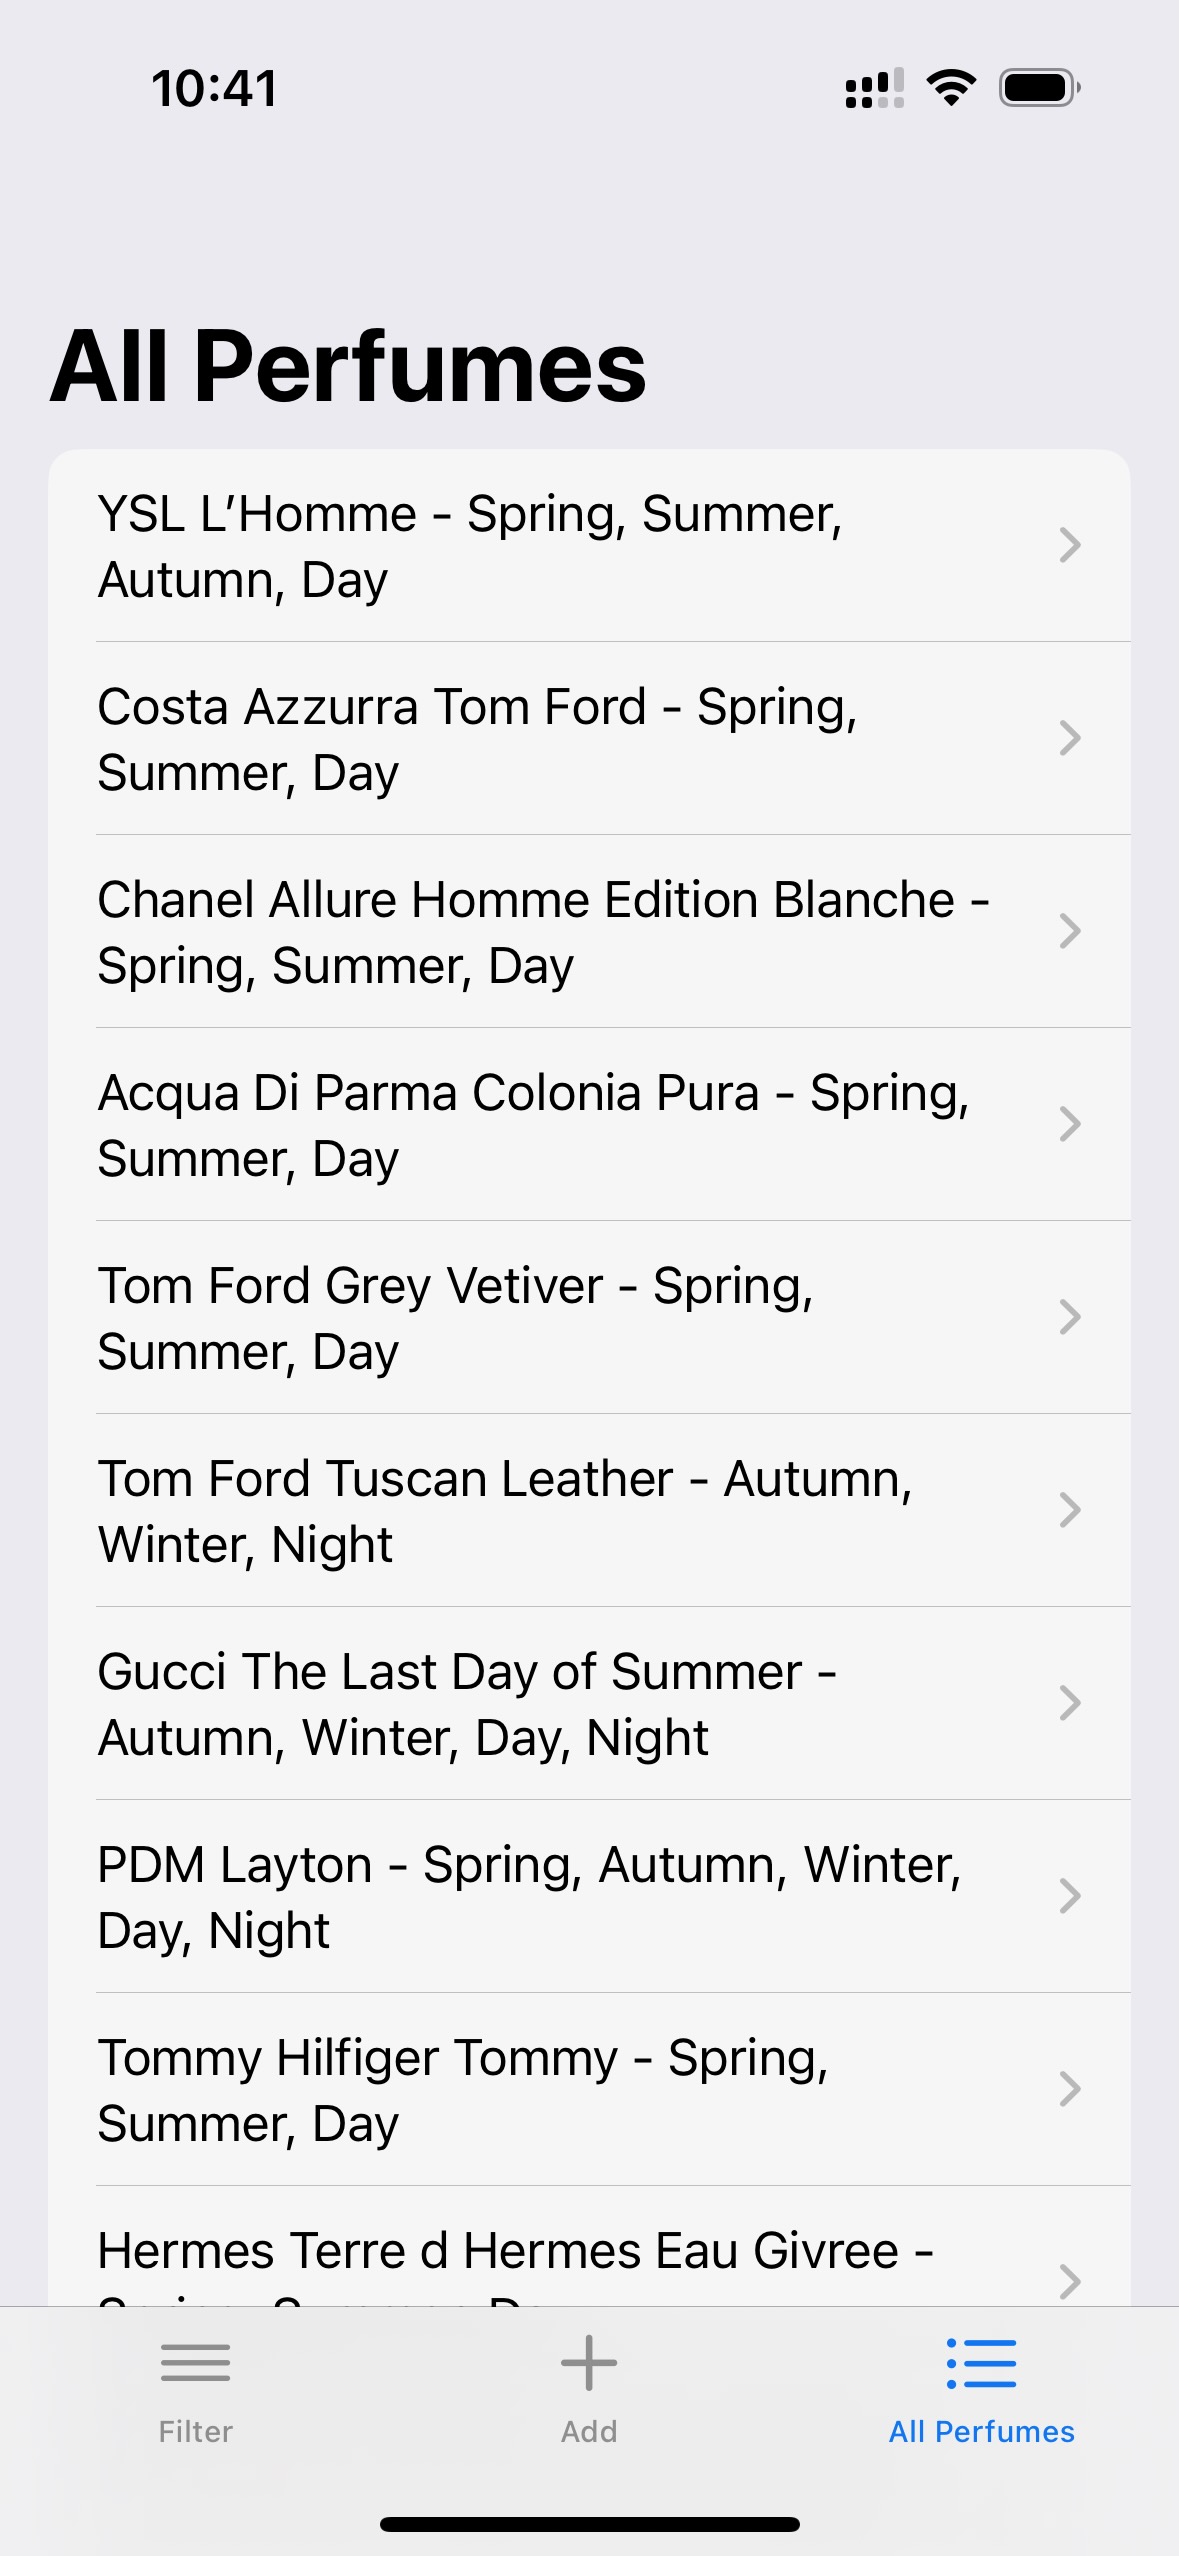 10:41
All Perfumes
YSL L’Homme - Spring, Summer,
Autumn, Day
Costa Azzurra Tom Ford - Spring,
Summer, Day
Chanel Allure Homme Edition Blanche -
Spring, Summer, Day
Acqua Di Parma Colonia Pura - Spring,
Summer, Day
Tom Ford Grey Vetiver - Spring,
Summer, Day
Tom Ford Tuscan Leather - Autumn,
Winter, Night
Gucci The Last Day of Summer -
Autumn, Winter, Day, Night
PDM Layton - Spring, Autumn, Winter,
Day, Night
Tommy Hilfiger Tommy - Spring,
Summer, Day
Hermes Terre d Hermes Eau Givree -
Filter
Add
All Perfumes